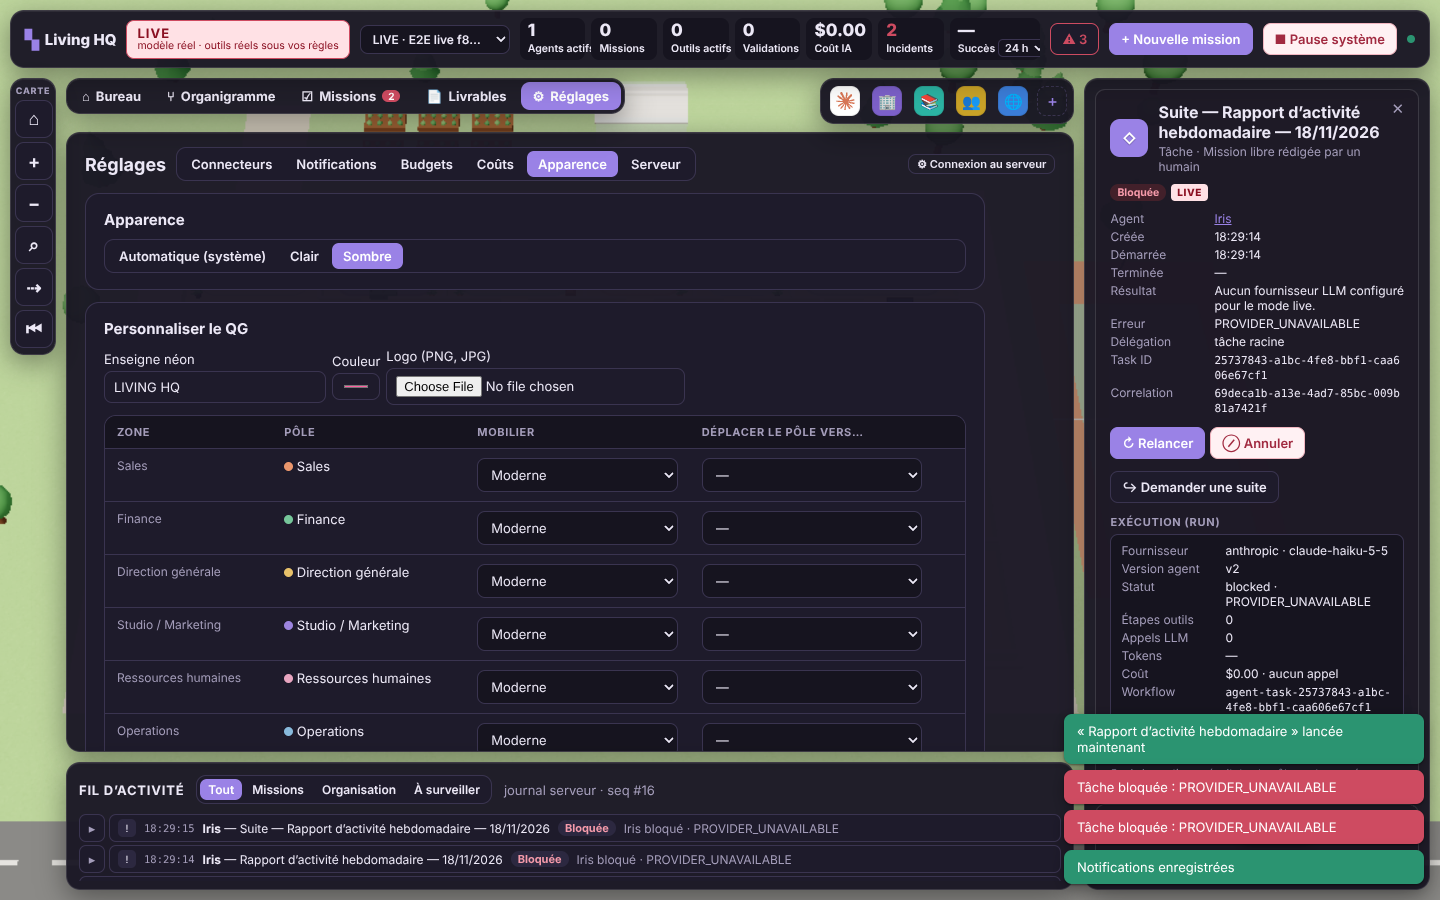 Living HQ
LIVE
modèle réel · outils réels sous vos règles
LIVE · E2E live f8...
1
Agents actifs
0
Missions
0
Outils actifs
0
Validations
$0.00
Coût IA
2
Incidents
—
Succès
24 h
3
+ Nouvelle mission
Pause système
CARTE
Bureau
Organigramme
Missions 2
Livrables
Réglages
Réglages
Connecteurs
Notifications
Budgets
Coûts
Apparence
Serveur
Connexion au serveur
Apparence
Automatique (système)
Clair
Sombre
Personnaliser le QG
Enseigne néon
Couleur
Logo (PNG, JPG)
LIVING HQ
Choose File No file chosen
ZONE PÔLE MOBILIER DÉPLACER LE PÔLE VERS...
Sales Sales Moderne —
Finance Finance Moderne —
Direction générale Direction générale Moderne —
Studio / Marketing Studio / Marketing Moderne —
Ressources humaines Ressources humaines Moderne —
Operations Operations Moderne —
FIL D’ACTIVITÉ
Tout
Missions
Organisation
À surveiller
journal serveur · seq #16
! 18:29:15 Iris — Suite — Rapport d’activité hebdomadaire — 18/11/2026 Bloquée Iris bloqué · PROVIDER_UNAVAILABLE
! 18:29:14 Iris — Rapport d’activité hebdomadaire — 18/11/2026 Bloquée Iris bloqué · PROVIDER_UNAVAILABLE
Suite — Rapport d’activité
hebdomadaire — 18/11/2026
Tâche · Mission libre rédigée par un
humain
Bloquée LIVE
Agent Iris
Créée 18:29:14
Démarrée 18:29:14
Terminée —
Résultat Aucun fournisseur LLM configuré
pour le mode live.
Erreur PROVIDER_UNAVAILABLE
Délégation tâche racine
Task ID 25737843-a1bc-4fe8-bbf1-caa6
06e67cf1
Correlation 69deca1b-a13e-4ad7-85bc-009b
81a7421f
Relancer
Annuler
Demander une suite
EXÉCUTION (RUN)
Fournisseur anthropic · claude-haiku-5-5
Version agent v2
Statut blocked ·
PROVIDER_UNAVAILABLE
Étapes outils 0
Appels LLM 0
Tokens —
Coût $0.00 · aucun appel
Workflow agent-task-25737843-a1bc-
4fe8-bbf1-caa606e67cf1
« Rapport d’activité hebdomadaire » lancée
maintenant
Tâche bloquée : PROVIDER_UNAVAILABLE
Tâche bloquée : PROVIDER_UNAVAILABLE
Notifications enregistrées